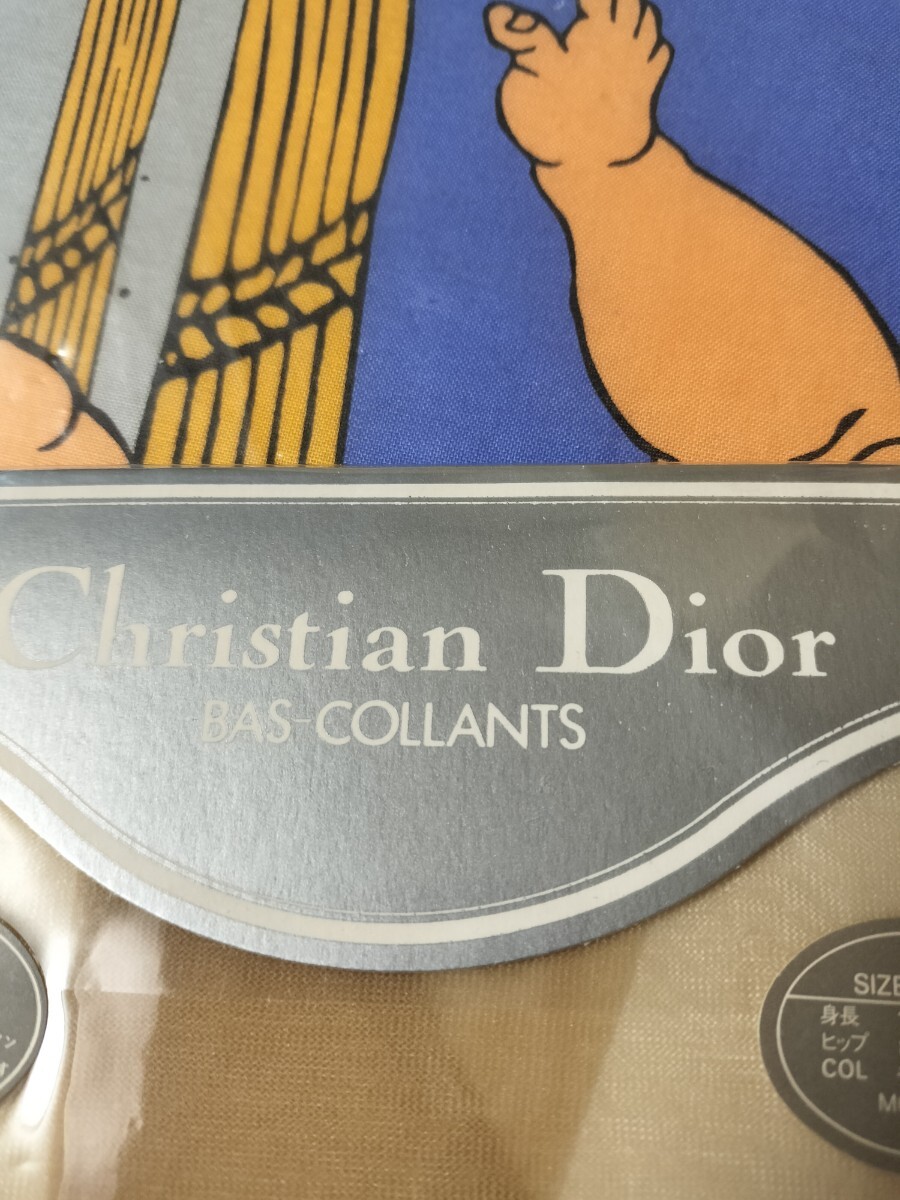 Christian Dior
BAS-COLLANTS
SIZE
身長
ヒップ
COL